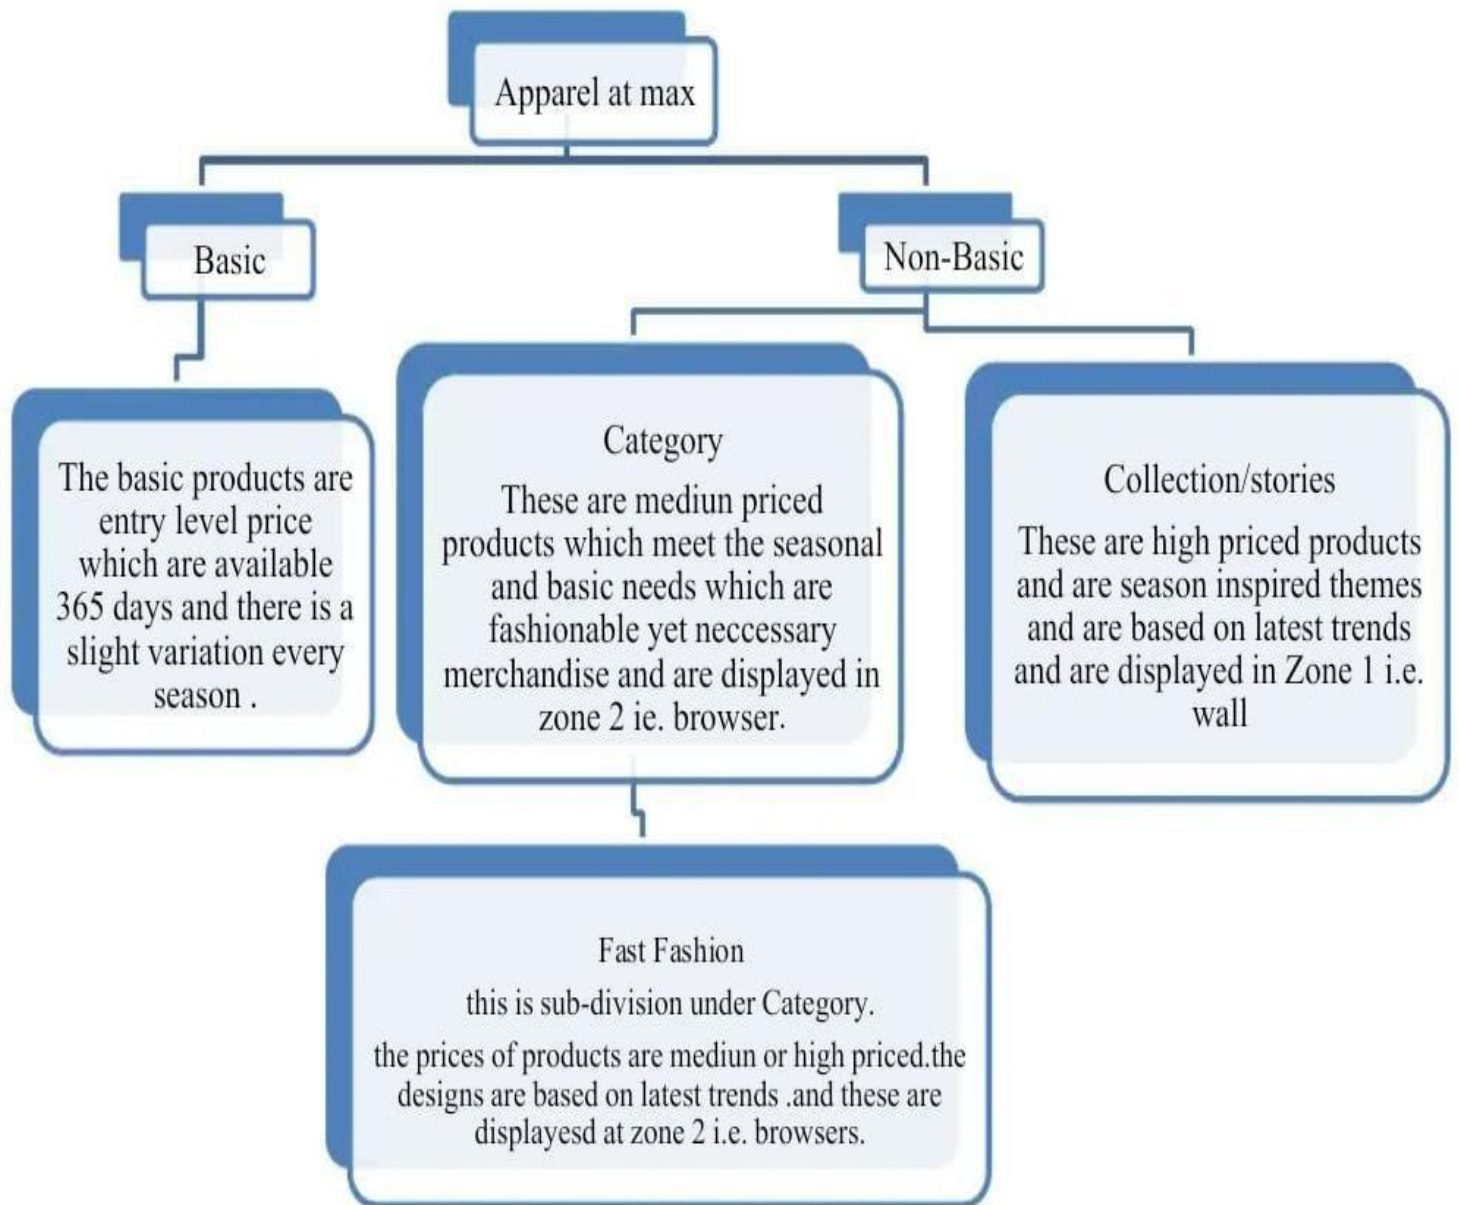 Apparel at max
Basic
Non-Basic
The basic products are
entry level price
which are available
365 days and there is a
slight variation every
season .
Category
These are mediun priced
products which meet the seasonal
and basic needs which are
fashionable yet neccessary
merchandise and are displayed in
zone 2 ie. browser.
Collection/stories
These are high priced products
and are season inspired themes
and are based on latest trends
and are displayed in Zone 1 i.e.
wall
Fast Fashion
this is sub-division under Category.
the prices of products are mediun or high priced.the
designs are based on latest trends .and these are
displayesd at zone 2 i.e. browsers.